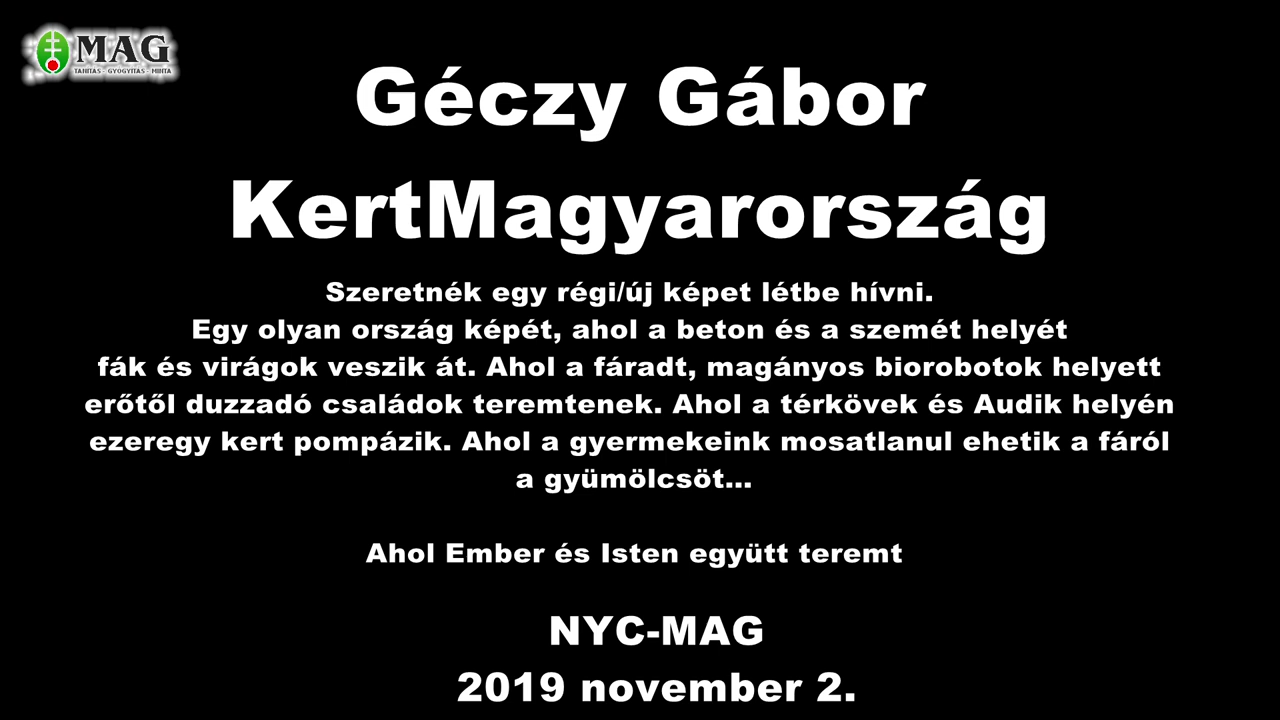 MAG
TANÍTÁS - GYÓGYÍTÁS - MINTA
Géczy Gábor
KertMagyarország
Szeretnék egy régi/új képet létbe hívni.
Egy olyan ország képét, ahol a beton és a szemét helyét
fák és virágok veszik át. Ahol a fáradt, magányos biorobotok helyett
erőtől duzzadó családok teremtenek. Ahol a térkövek és Audik helyén
ezeregy kert pompázik. Ahol a gyermekeink mosatlanul ehetik a fáról
a gyümölcsöt...
Ahol Ember és Isten együtt teremt
NYC-MAG
2019 november 2.